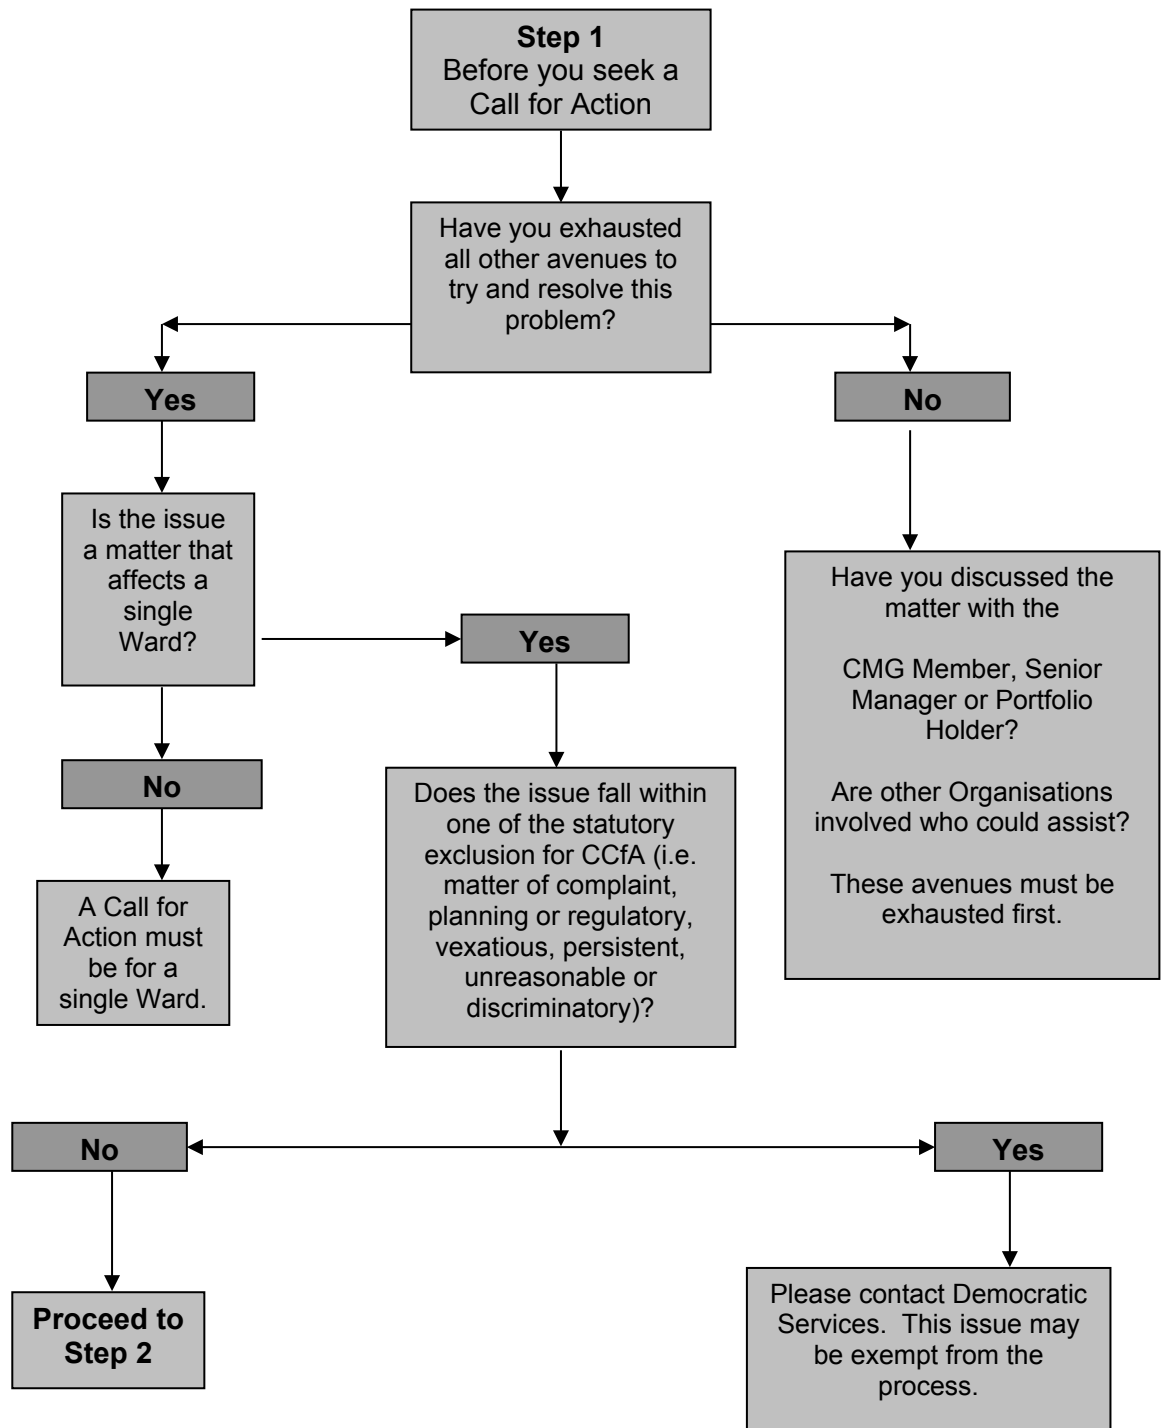 Step 1
Before you seek a
Call for Action
Have you exhausted
all other avenues to
try and resolve this
problem?
Yes
No
Is the issue
a matter that
affects a
single
Ward?
Yes
Have you discussed the
matter with the
CMG Member, Senior
Manager or Portfolio
Holder?
Are other Organisations
involved who could assist?
These avenues must be
exhausted first.
No
A Call for
Action must
be for a
single Ward.
Does the issue fall within
one of the statutory
exclusion for CCfA (i.e.
matter of complaint,
planning or regulatory,
vexatious, persistent,
unreasonable or
discriminatory)?
No
Yes
Proceed to
Step 2
Please contact Democratic
Services.  This issue may
be exempt from the
process.